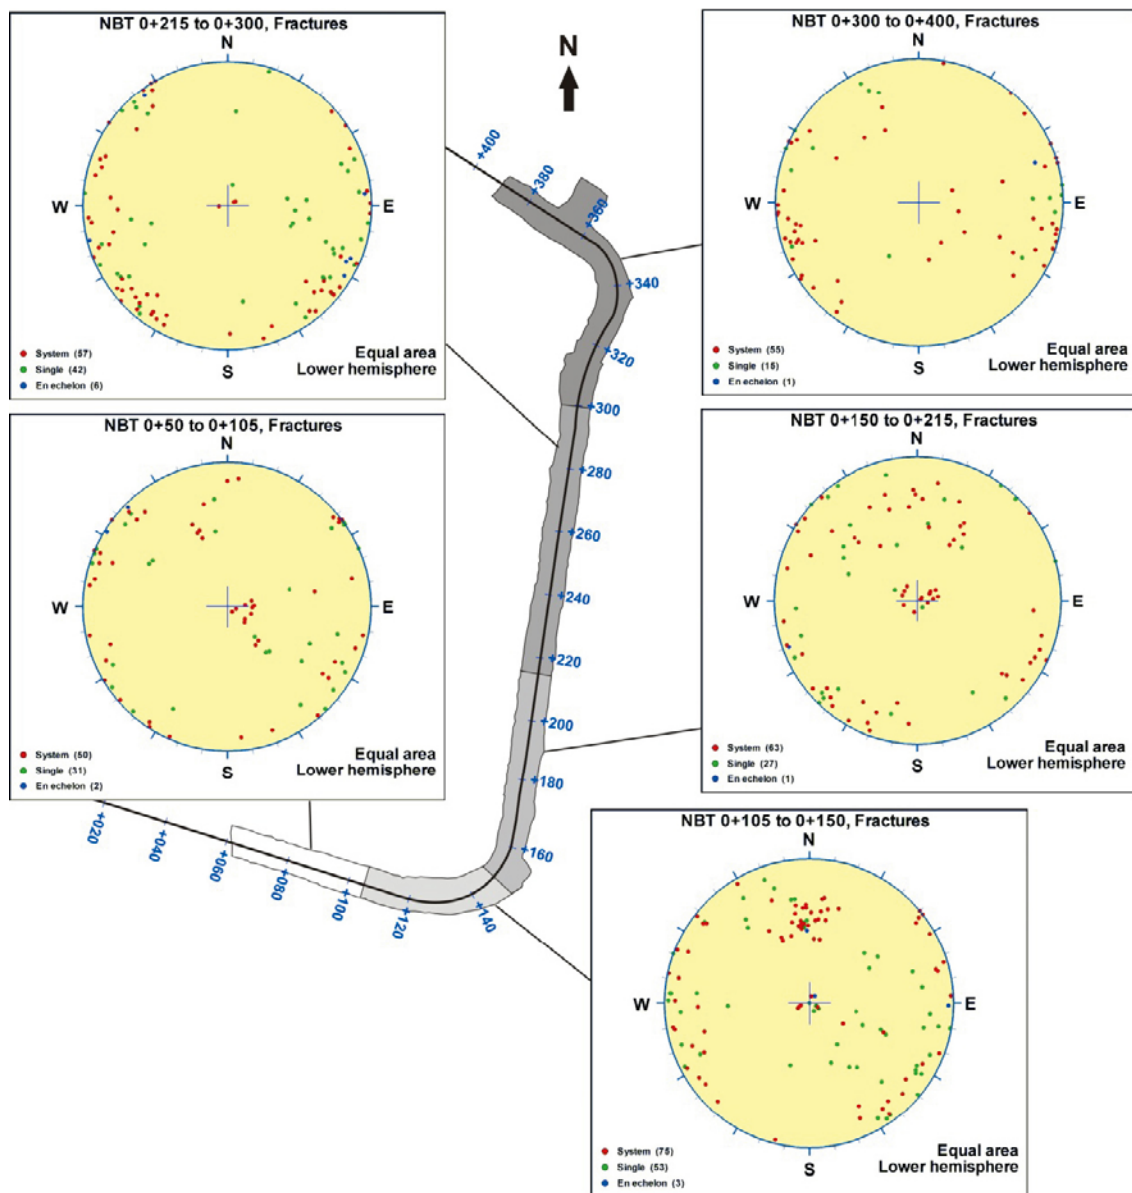 NBT 0+215 to 0+300, Fractures
N
W
E
S
System (57)
Single (42)
En echelon (6)
Equal area
Lower hemisphere
N
NBT 0+300 to 0+400, Fractures
N
W
E
S
System (55)
Single (15)
En echelon (1)
Equal area
Lower hemisphere
+400
+380
+360
+340
+320
+300
+280
+260
+240
+220
+200
+180
+160
+140
+120
+100
+080
+060
+040
+020
NBT 0+50 to 0+105, Fractures
N
W
E
S
System (50)
Single (31)
En echelon (2)
Equal area
Lower hemisphere
NBT 0+150 to 0+215, Fractures
N
W
E
S
System (63)
Single (27)
En echelon (1)
Equal area
Lower hemisphere
NBT 0+105 to 0+150, Fractures
N
W
E
S
System (75)
Single (53)
En echelon (3)
Equal area
Lower hemisphere